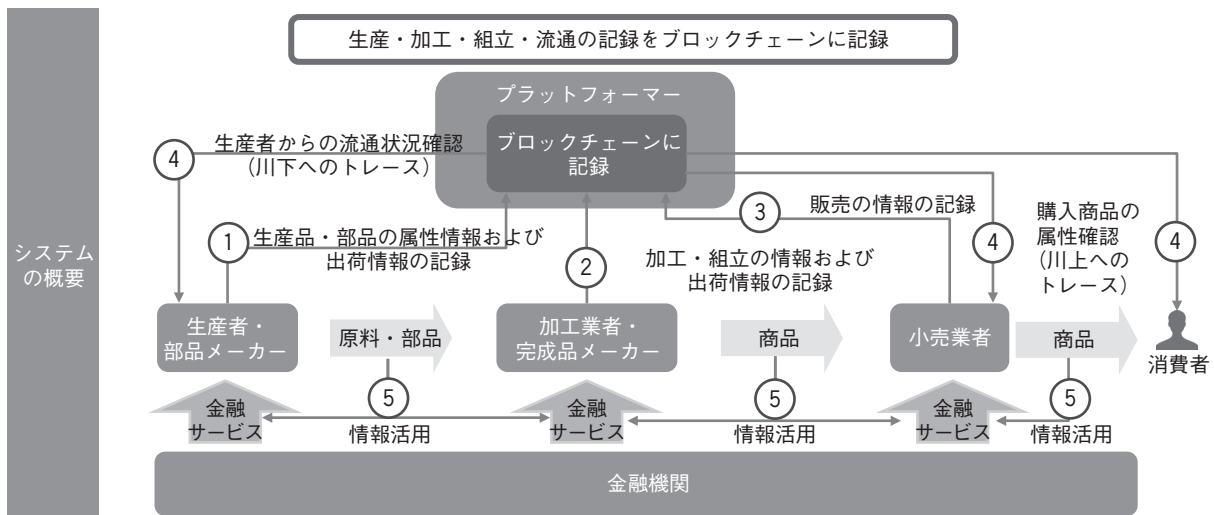 生産・加工・組立・流通の記録をブロックチェーンに記録
プラットフォーマー
ブロックチェーンに
記録
4
生産者からの流通状況確認
（川下へのトレース）
1
生産品・部品の属性情報および
出荷情報の記録
2
加工・組立の情報および
出荷情報の記録
3
販売の情報の記録
4
購入商品の
属性確認
（川上への
トレース）
4
システム
の概要
生産者・
部品メーカー
原料・部品
加工業者・
完成品メーカー
商品
小売業者
商品
消費者
金融
サービス
5
情報活用
金融
サービス
5
情報活用
金融
サービス
5
情報活用
金融機関